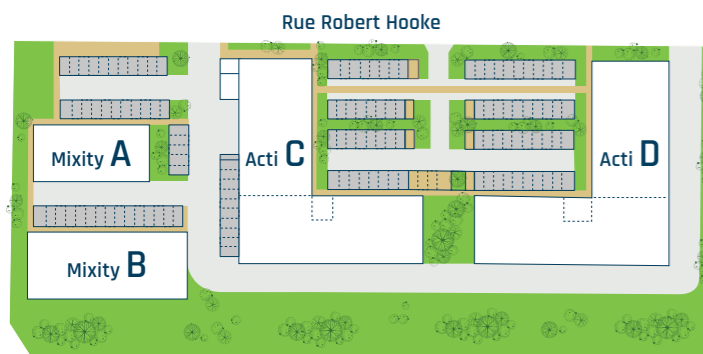 Rue Robert Hooke
Mixity A
Acti C
Acti D
Mixity B